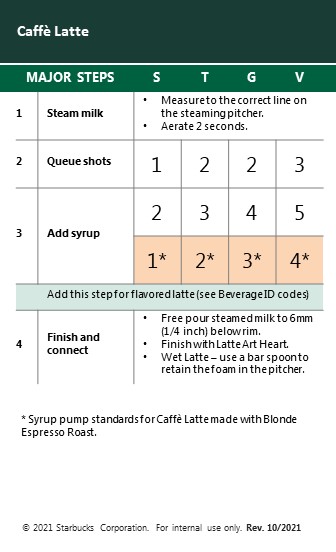 Caffè Latte
MAJOR STEPS S T G V
1 Steam milk
• Measure to the correct line on
the steaming pitcher.
• Aerate 2 seconds.
2 Queue shots 1 2 2 3
3 Add syrup
2 3 4 5
1* 2* 3* 4*
Add this step for flavored latte (see Beverage ID codes)
4 Finish and
connect
• Free pour steamed milk to 6mm
(1/4 inch) below rim.
• Finish with Latte Art Heart.
• Wet Latte – use a bar spoon to
retain the foam in the pitcher.
* Syrup pump standards for Caffè Latte made with Blonde
Espresso Roast.
© 2021 Starbucks Corporation. For internal use only. Rev. 10/2021